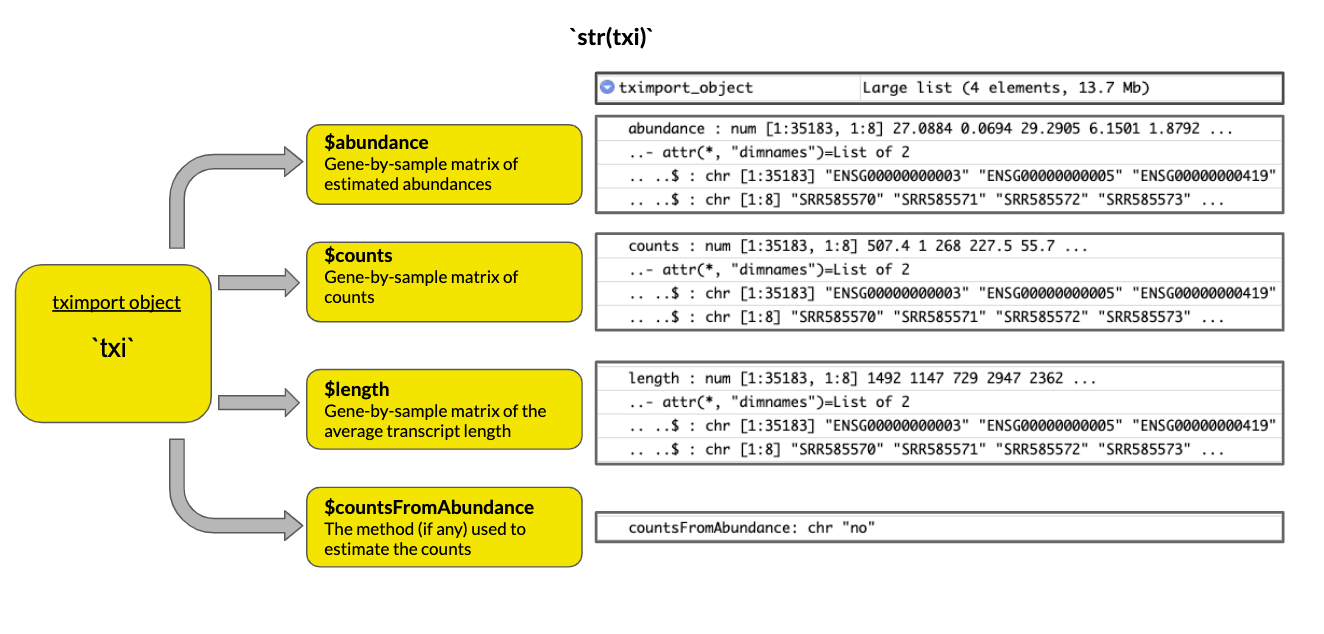 `str(txi)`
tximport_object Large list (4 elements, 13.7 Mb)
tximport object
`txi`
$abundance
Gene-by-sample matrix of
estimated abundances
abundance : num [1:35183, 1:8] 27.0884 0.0694 29.2905 6.1501 1.8792 ...
..- attr(*, "dimnames")=List of 2
.. ..$ : chr [1:35183] "ENSG00000000003" "ENSG00000000005" "ENSG00000000419"
.. ..$ : chr [1:8] "SRR585570" "SRR585571" "SRR585572" "SRR585573" ...
$counts
Gene-by-sample matrix of
counts
counts : num [1:35183, 1:8] 507.4 1 268 227.5 55.7 ...
..- attr(*, "dimnames")=List of 2
.. ..$ : chr [1:35183] "ENSG00000000003" "ENSG00000000005" "ENSG00000000419"
.. ..$ : chr [1:8] "SRR585570" "SRR585571" "SRR585572" "SRR585573" ...
$length
Gene-by-sample matrix of the
average transcript length
length : num [1:35183, 1:8] 1492 1147 729 2947 2362 ...
..- attr(*, "dimnames")=List of 2
.. ..$ : chr [1:35183] "ENSG00000000003" "ENSG00000000005" "ENSG00000000419"
.. ..$ : chr [1:8] "SRR585570" "SRR585571" "SRR585572" "SRR585573" ...
$countsFromAbundance
The method (if any) used to
estimate the counts
countsFromAbundance: chr "no"